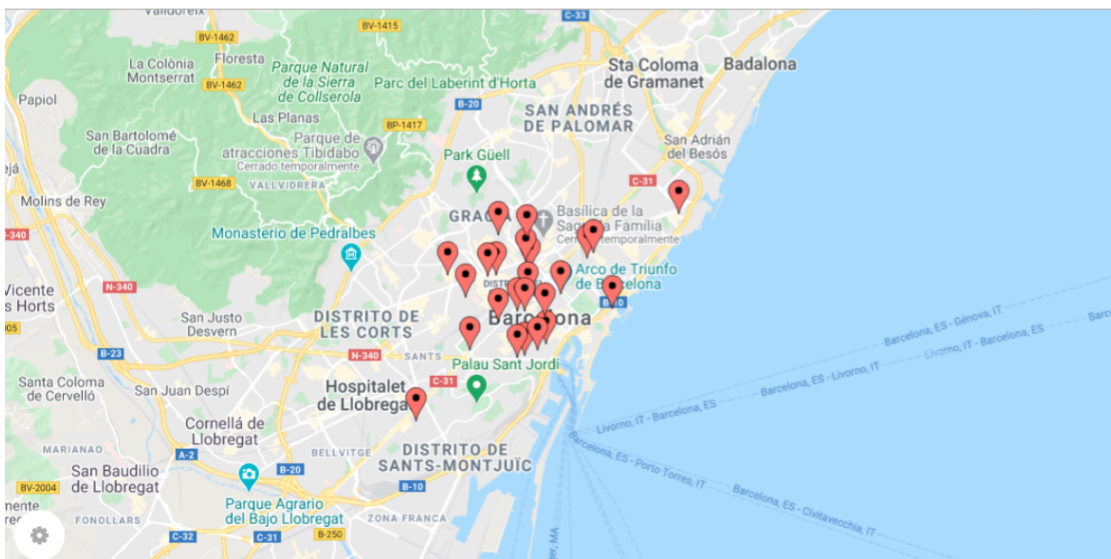 Valldoreix
BV-1415
C-33
BV-1462
Floresta
La Colònia
Montserrat
Parque Natural
de la Sierra
de Collserola
Parc del Laberint d'Horta
Sta Coloma
de Gramanet
Badalona
BV-1462
Papiol
Las Planas
B-20
SAN ANDRÉS
DE PALOMAR
San Bartolomé
de la Cuadra
BP-1417
Parque de
atracciones Tibidabo
Cerrado temporalmente
San Adrián
del Besós
Park Güell
BV-1468
VALLVIDRERA
C-31
Molins de Rey
GRACIA
Basílica de la
Sagrada Familia
Cerrado temporalmente
N-340
Monasterio de Pedralbes
Arco de Triunfo
de Barcelona
N-340
Vicente
s Horts
B-10
San Justo
Desvern
DISTRITO DE
LES CORTS
Barcelona
B-23
N-340
SANTS
Palau Sant Jordi
Barcelona, ES - Génova, IT
Livorno, IT - Barcelona, ES
Santa Coloma
de Cervelló
San Juan Despí
Hospitalet
de Llobrega
C-31
Barcelona, ES - Livorno, IT
Livorno, IT - Barcelona, ES
Cornellá de
Llobregat
MARIANAO
A-2
BELLVITGE
DISTRITO DE
SANTS-MONTJUÏC
Barcelona, ES - Porto Torres, IT
San Baudilio
de Llobregat
B-20
BV-2004
B-10
Barcelona, ES - Civitavecchia, IT
Parque Agrario
del Bajo Llobregat
FONOLLARS
ZONA FRANCA
C-32
C-31
B-250